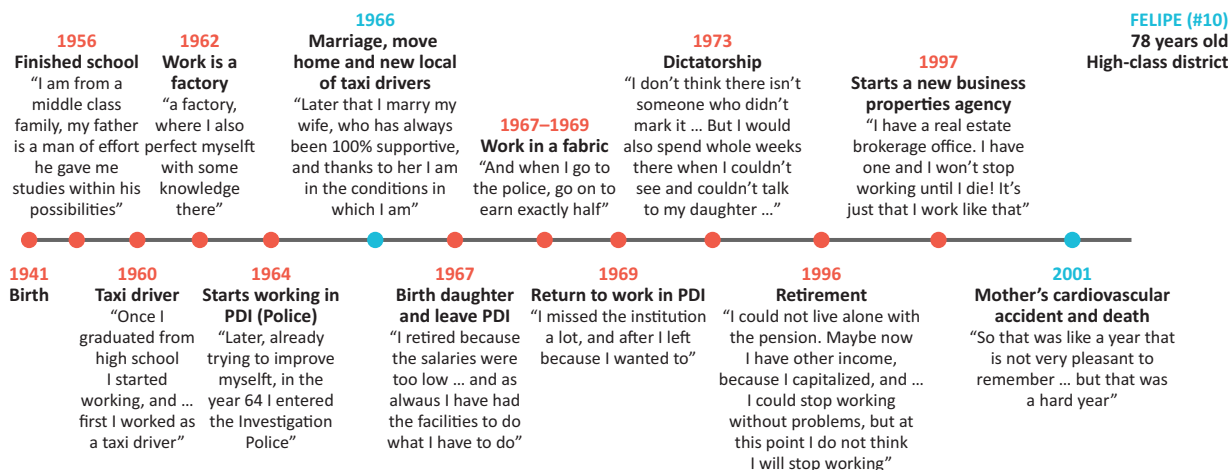 1956
Finished school
“I am from a
middle class
family, my father
is a man of effort
he gave me
studies within his
possibilities”
1962
Work is a
factory
“a factory,
where I also
perfect myselft
with some
knowledge
there”
1966
Marriage, move
home and new local
of taxi drivers
“Later that I marry my
wife, who has always
been 100% supportive,
and thanks to her I am
in the conditions in
which I am”
1967–1969
Work in a fabric
“And when I go to
the police, go on to
earn exactly half”
1973
Dictatorship
“I don’t think there isn’t
someone who didn’t
mark it ... But I would
also spend whole weeks
there when I couldn’t
see and couldn’t talk
to my daughter ...”
1997
Starts a new business
properties agency
“I have a real estate
brokerage office. I have
one and I won’t stop
working until I die! It’s
just that I work like that”
FELIPE (#10)
78 years old
High-class district
1941
Birth
1960
Taxi driver
“Once I
graduated from
high school
I started
working, and ...
first I worked as
a taxi driver”
1964
Starts working in
PDI (Police)
“Later, already
trying to improve
myselft, in the
year 64 I entered
the Investigation
Police”
1967
Birth daughter
and leave PDI
“I retired because
the salaries were
too low ... and as
alwaus I have had
the facilities to do
what I have to do”
1969
Return to work in PDI
“I missed the institution
a lot, and after I left
because I wanted to”
1996
Retirement
“I could not live alone with
the pension. Maybe now
I have other income,
because I capitalized, and ...
I could stop working
without problems, but at
this point I do not think
I will stop working”
2001
Mother’s cardiovascular
accident and death
“So that was like a year that
is not very pleasant to
remember ... but that was
a hard year”